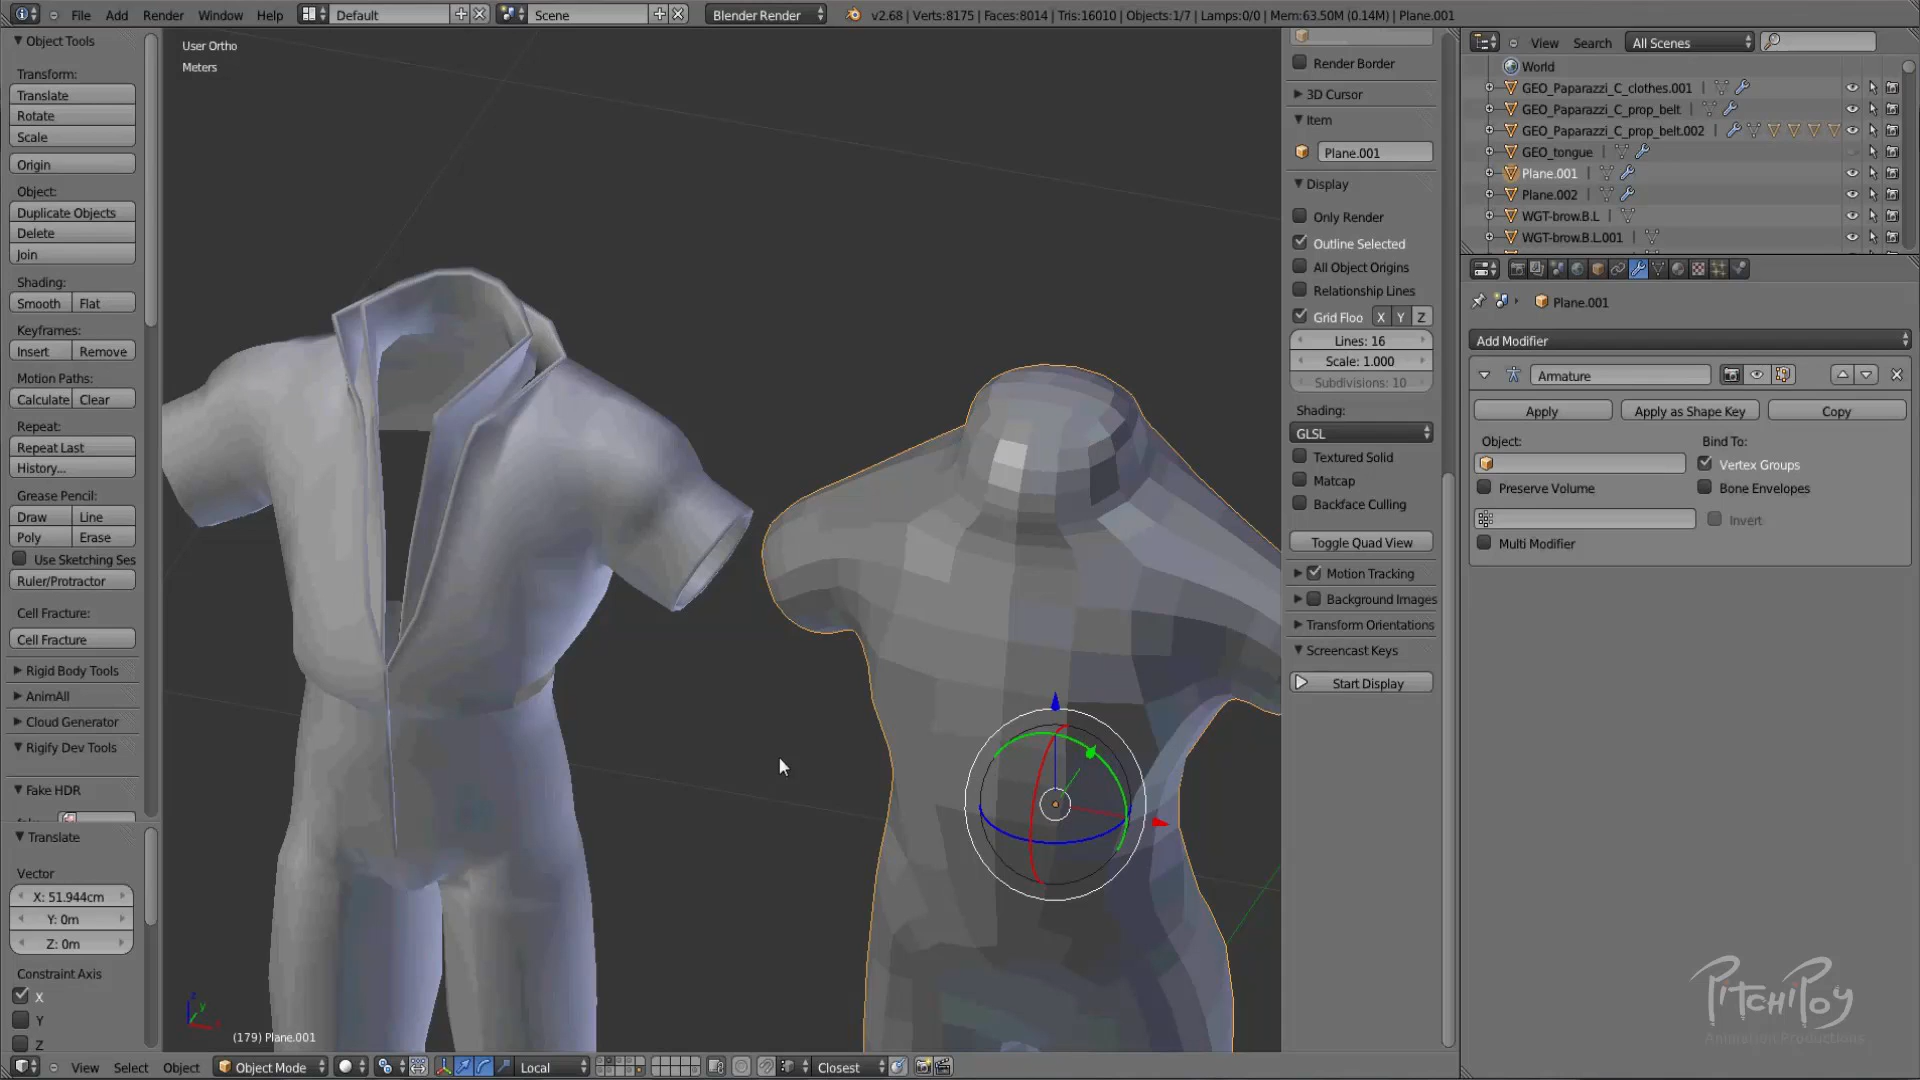 File Add Render Window Help Default Scene Blender Render v2.68 | Verts:8175 | Faces:8014 | Tris:16010 | Objects:1/7 | Lamps:0/0 | Mem:63.50M (0.14M) | Plane.001
Object Tools
Transform:
Translate
Rotate
Scale
Origin
Object:
Duplicate Objects
Delete
Join
Shading:
Smooth Flat
Keyframes:
Insert Remove
Motion Paths:
Calculate Clear
Repeat:
Repeat Last
History...
Grease Pencil:
Draw Line
Poly Erase
Use Sketching Ses
Ruler/Protractor
Cell Fracture:
Cell Fracture
Rigid Body Tools
AnimAll
Cloud Generator
Rigify Dev Tools
Fake HDR
Translate
Vector
X: 51.944cm
Y: 0m
Z: 0m
Constraint Axis
X
Y
Z
User Ortho
Meters
(179) Plane.001
View Select Object Object Mode Local Closest
Render Border
3D Cursor
Item
Plane.001
Display
Only Render
Outline Selected
All Object Origins
Relationship Lines
Grid Floo X Y Z
Lines: 16
Scale: 1.000
Subdivisions: 10
Shading:
GLSL
Textured Solid
Matcap
Backface Culling
Toggle Quad View
Motion Tracking
Background Images
Transform Orientations
Screencast Keys
Start Display
View Search All Scenes
World
GEO_Paparazzi_C_clothes.001
GEO_Paparazzi_C_prop_belt
GEO_Paparazzi_C_prop_belt.002
GEO_tongue
Plane.001
Plane.002
WGT-brow.B.L
WGT-brow.B.L.001
Plane.001
Add Modifier
Armature
Apply Apply as Shape Key Copy
Object: Bind To:
Vertex Groups
Preserve Volume Bone Envelopes
Invert
Multi Modifier
PitchiPoy
Animation Productions